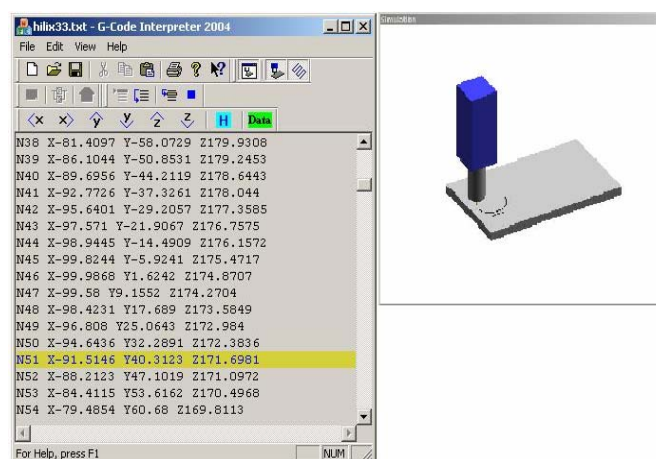 hilix33.txt - G-Code Interpreter 2004
File Edit View Help
<x x> y y z z H Data
N38 X-81.4097 Y-58.0729 Z179.9308
N39 X-86.1044 Y-50.8531 Z179.2453
N40 X-89.6956 Y-44.2119 Z178.6443
N41 X-92.7726 Y-37.3261 Z178.044
N42 X-95.6401 Y-29.2057 Z177.3585
N43 X-97.571 Y-21.9067 Z176.7575
N44 X-98.9445 Y-14.4909 Z176.1572
N45 X-99.8244 Y-5.9241 Z175.4717
N46 X-99.9868 Y1.6242 Z174.8707
N47 X-99.58 Y9.1552 Z174.2704
N48 X-98.4231 Y17.689 Z173.5849
N49 X-96.808 Y25.0643 Z172.984
N50 X-94.6436 Y32.2891 Z172.3836
N51 X-91.5146 Y40.3123 Z171.6981
N52 X-88.2123 Y47.1019 Z171.0972
N53 X-84.4115 Y53.6162 Z170.4968
N54 X-79.4854 Y60.68 Z169.8113
For Help, press F1
NUM
Simulation